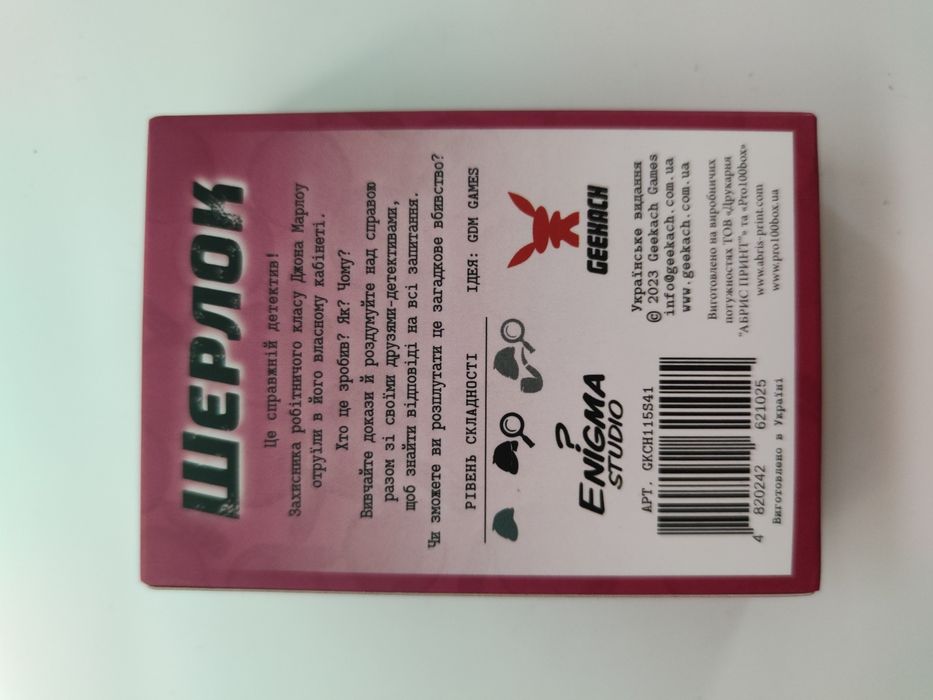 ШЕРЛОК
Це справжній детектив!
Захисника робітничого класу Джона Марлоу
отруїли в його власному кабінеті.
Хто це зробив? Як? Чому?
Вивчайте докази й роздумуйте над справою
разом зі своїми друзями-детективами,
щоб знайти відповіді на всі запитання.
Чи зможете ви розплутати це загадкове вбивство?
РІВЕНЬ СКЛАДНОСТІ
ІДЕЯ: GDM GAMES
?
ENiGMA
STUDIO
GEEKACH
АРТ. GKCH115S41
4 820242 621025
Виготовлено в Україні
Українське видання
© 2023 Geekach Games
info@geekach.com.ua
www.geekach.com.ua
Виготовлено на виробничих
потужностях ТОВ «Друкарня
"АБРИС ПРИНТ"» та «Pro100box»
www.abris-print.com
www.pro100box.ua